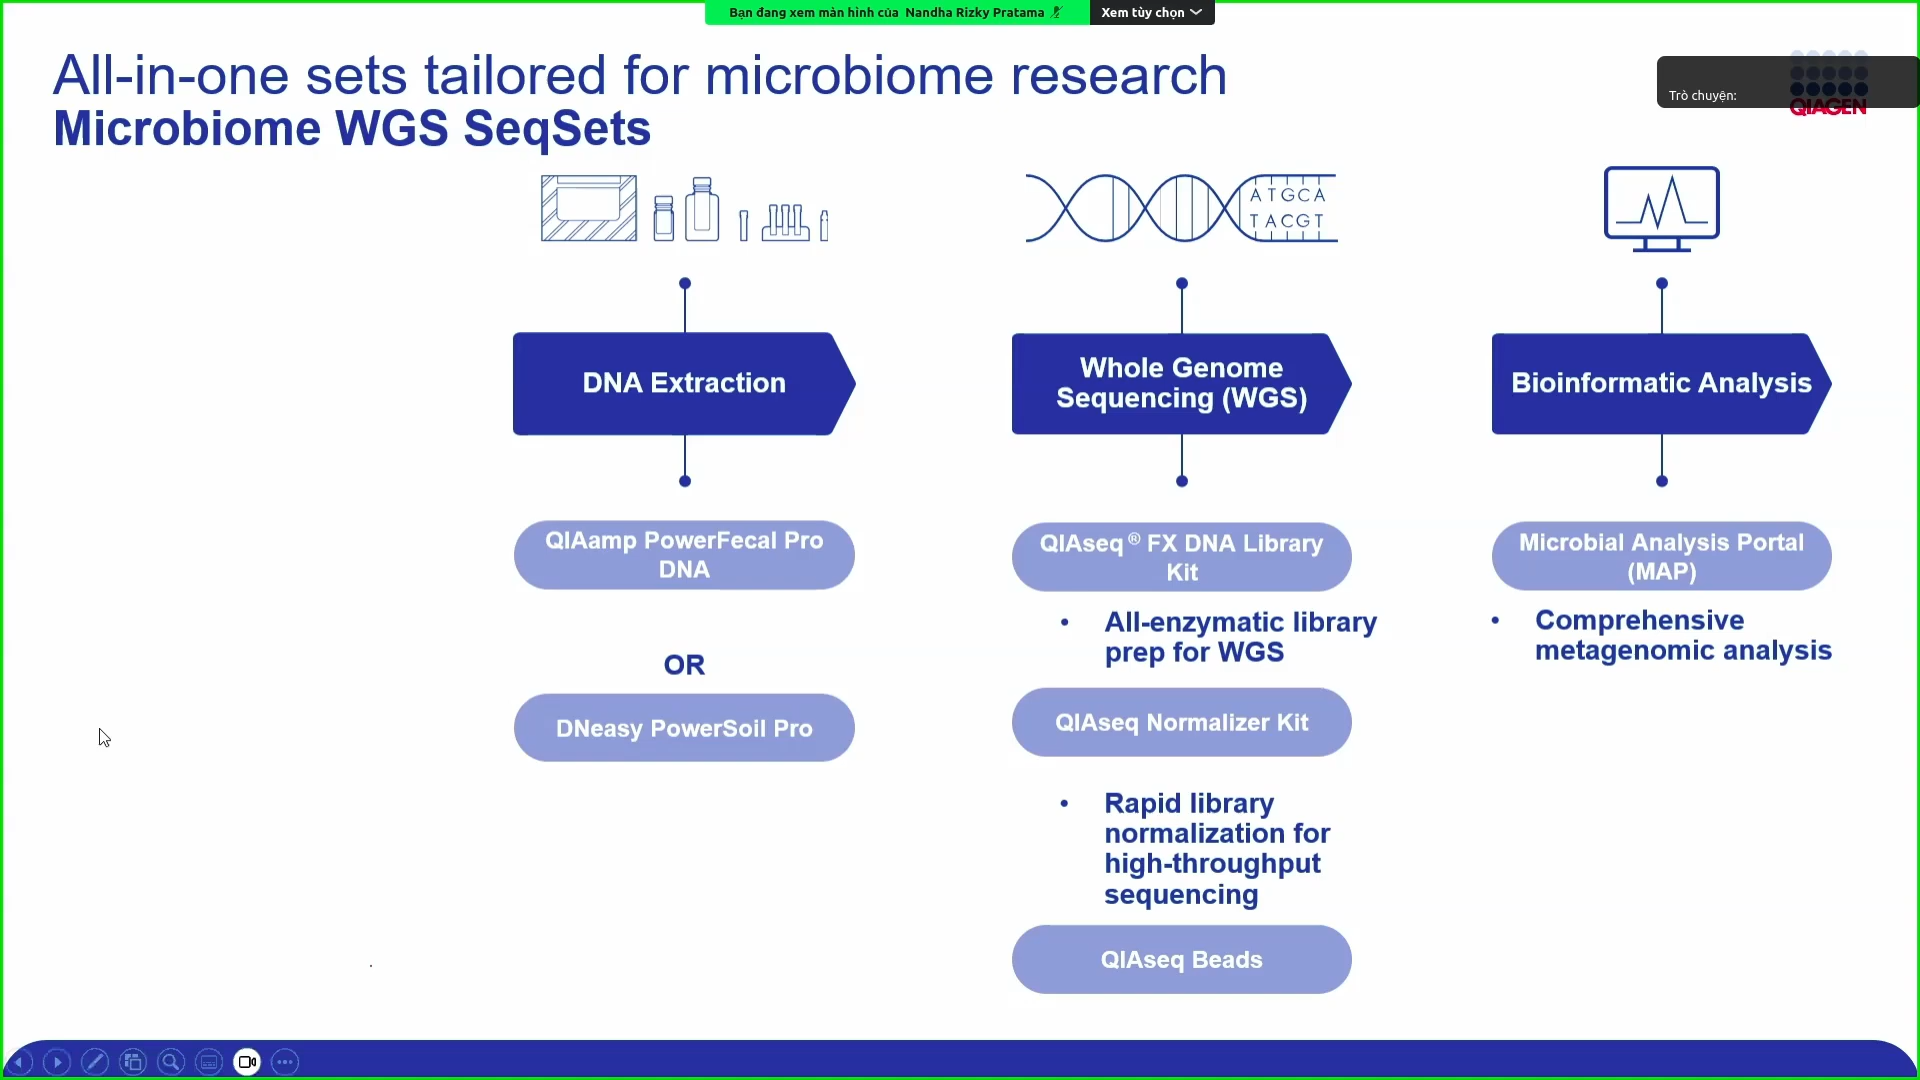 Bạn đang xem màn hình của Nandha Rizky Pratama
Xem tùy chọn
All-in-one sets tailored for microbiome research
Microbiome WGS SeqSets
Trò chuyện:
QIAGEN
ATGCA
TACGT
DNA Extraction
Whole Genome
Sequencing (WGS)
Bioinformatic Analysis
QIAamp PowerFecal Pro
DNA
OR
DNeasy PowerSoil Pro
QIAseq® FX DNA Library
Kit
• All-enzymatic library
prep for WGS
QIAseq Normalizer Kit
• Rapid library
normalization for
high-throughput
sequencing
QIAseq Beads
Microbial Analysis Portal
(MAP)
• Comprehensive
metagenomic analysis